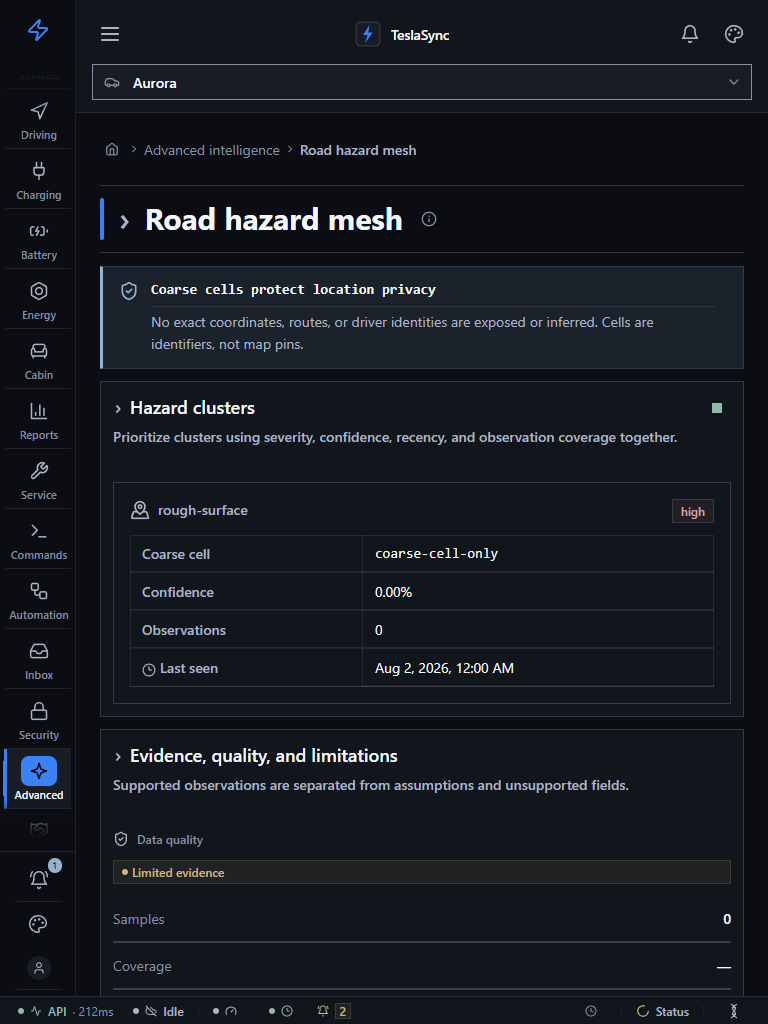 TeslaSync
Aurora
Driving
Charging
Battery
Energy
Cabin
Reports
Service
Commands
Automation
Inbox
Security
Advanced
1
Advanced intelligence
Road hazard mesh
Road hazard mesh
Coarse cells protect location privacy
No exact coordinates, routes, or driver identities are exposed or inferred. Cells are
identifiers, not map pins.
Hazard clusters
Prioritize clusters using severity, confidence, recency, and observation coverage together.
rough-surface
high
Coarse cell coarse-cell-only
Confidence 0.00%
Observations 0
Last seen Aug 2, 2026, 12:00 AM
Evidence, quality, and limitations
Supported observations are separated from assumptions and unsupported fields.
Data quality
Limited evidence
Samples 0
Coverage —
API · 212ms Idle 2 Status